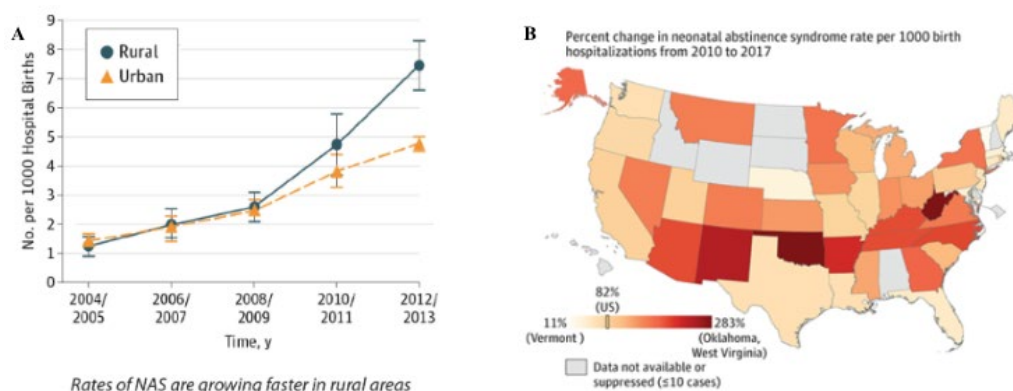 A
No. per 1000 Hospital Births
9
8
7
6
5
4
3
2
1
0
Rural
Urban
2004/
2005
2006/
2007
2008/
2009
2010/
2011
2012/
2013
Time, y
Rates of NAS are growing faster in rural areas
B
Percent change in neonatal abstinence syndrome rate per 1000 birth
hospitalizations from 2010 to 2017
82%
(US)
11%
(Vermont)
283%
(Oklahoma,
West Virginia)
Data not available or
suppressed (≤10 cases)